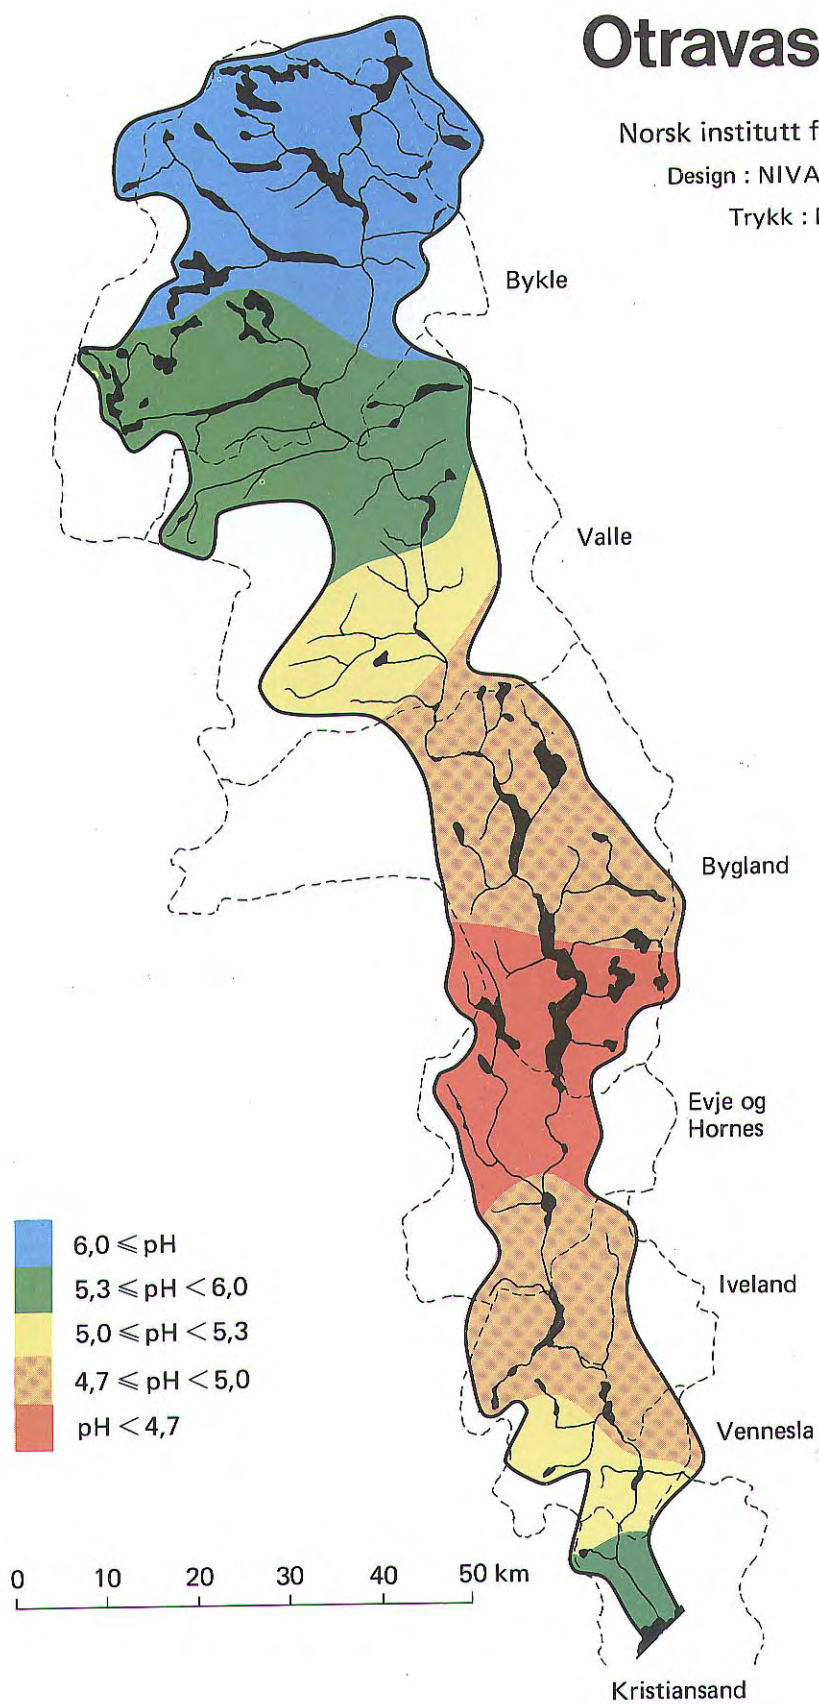 Otravas
Norsk institutt f
Design : NIVA
Trykk :
Bykle
Valle
Bygland
Evje og
Hornes
Iveland
Vennesla
Kristiansand
6,0 ⩽ pH
5,3 ⩽ pH < 6,0
5,0 ⩽ pH < 5,3
4,7 ⩽ pH < 5,0
pH < 4,7
0 10 20 30 40 50 km